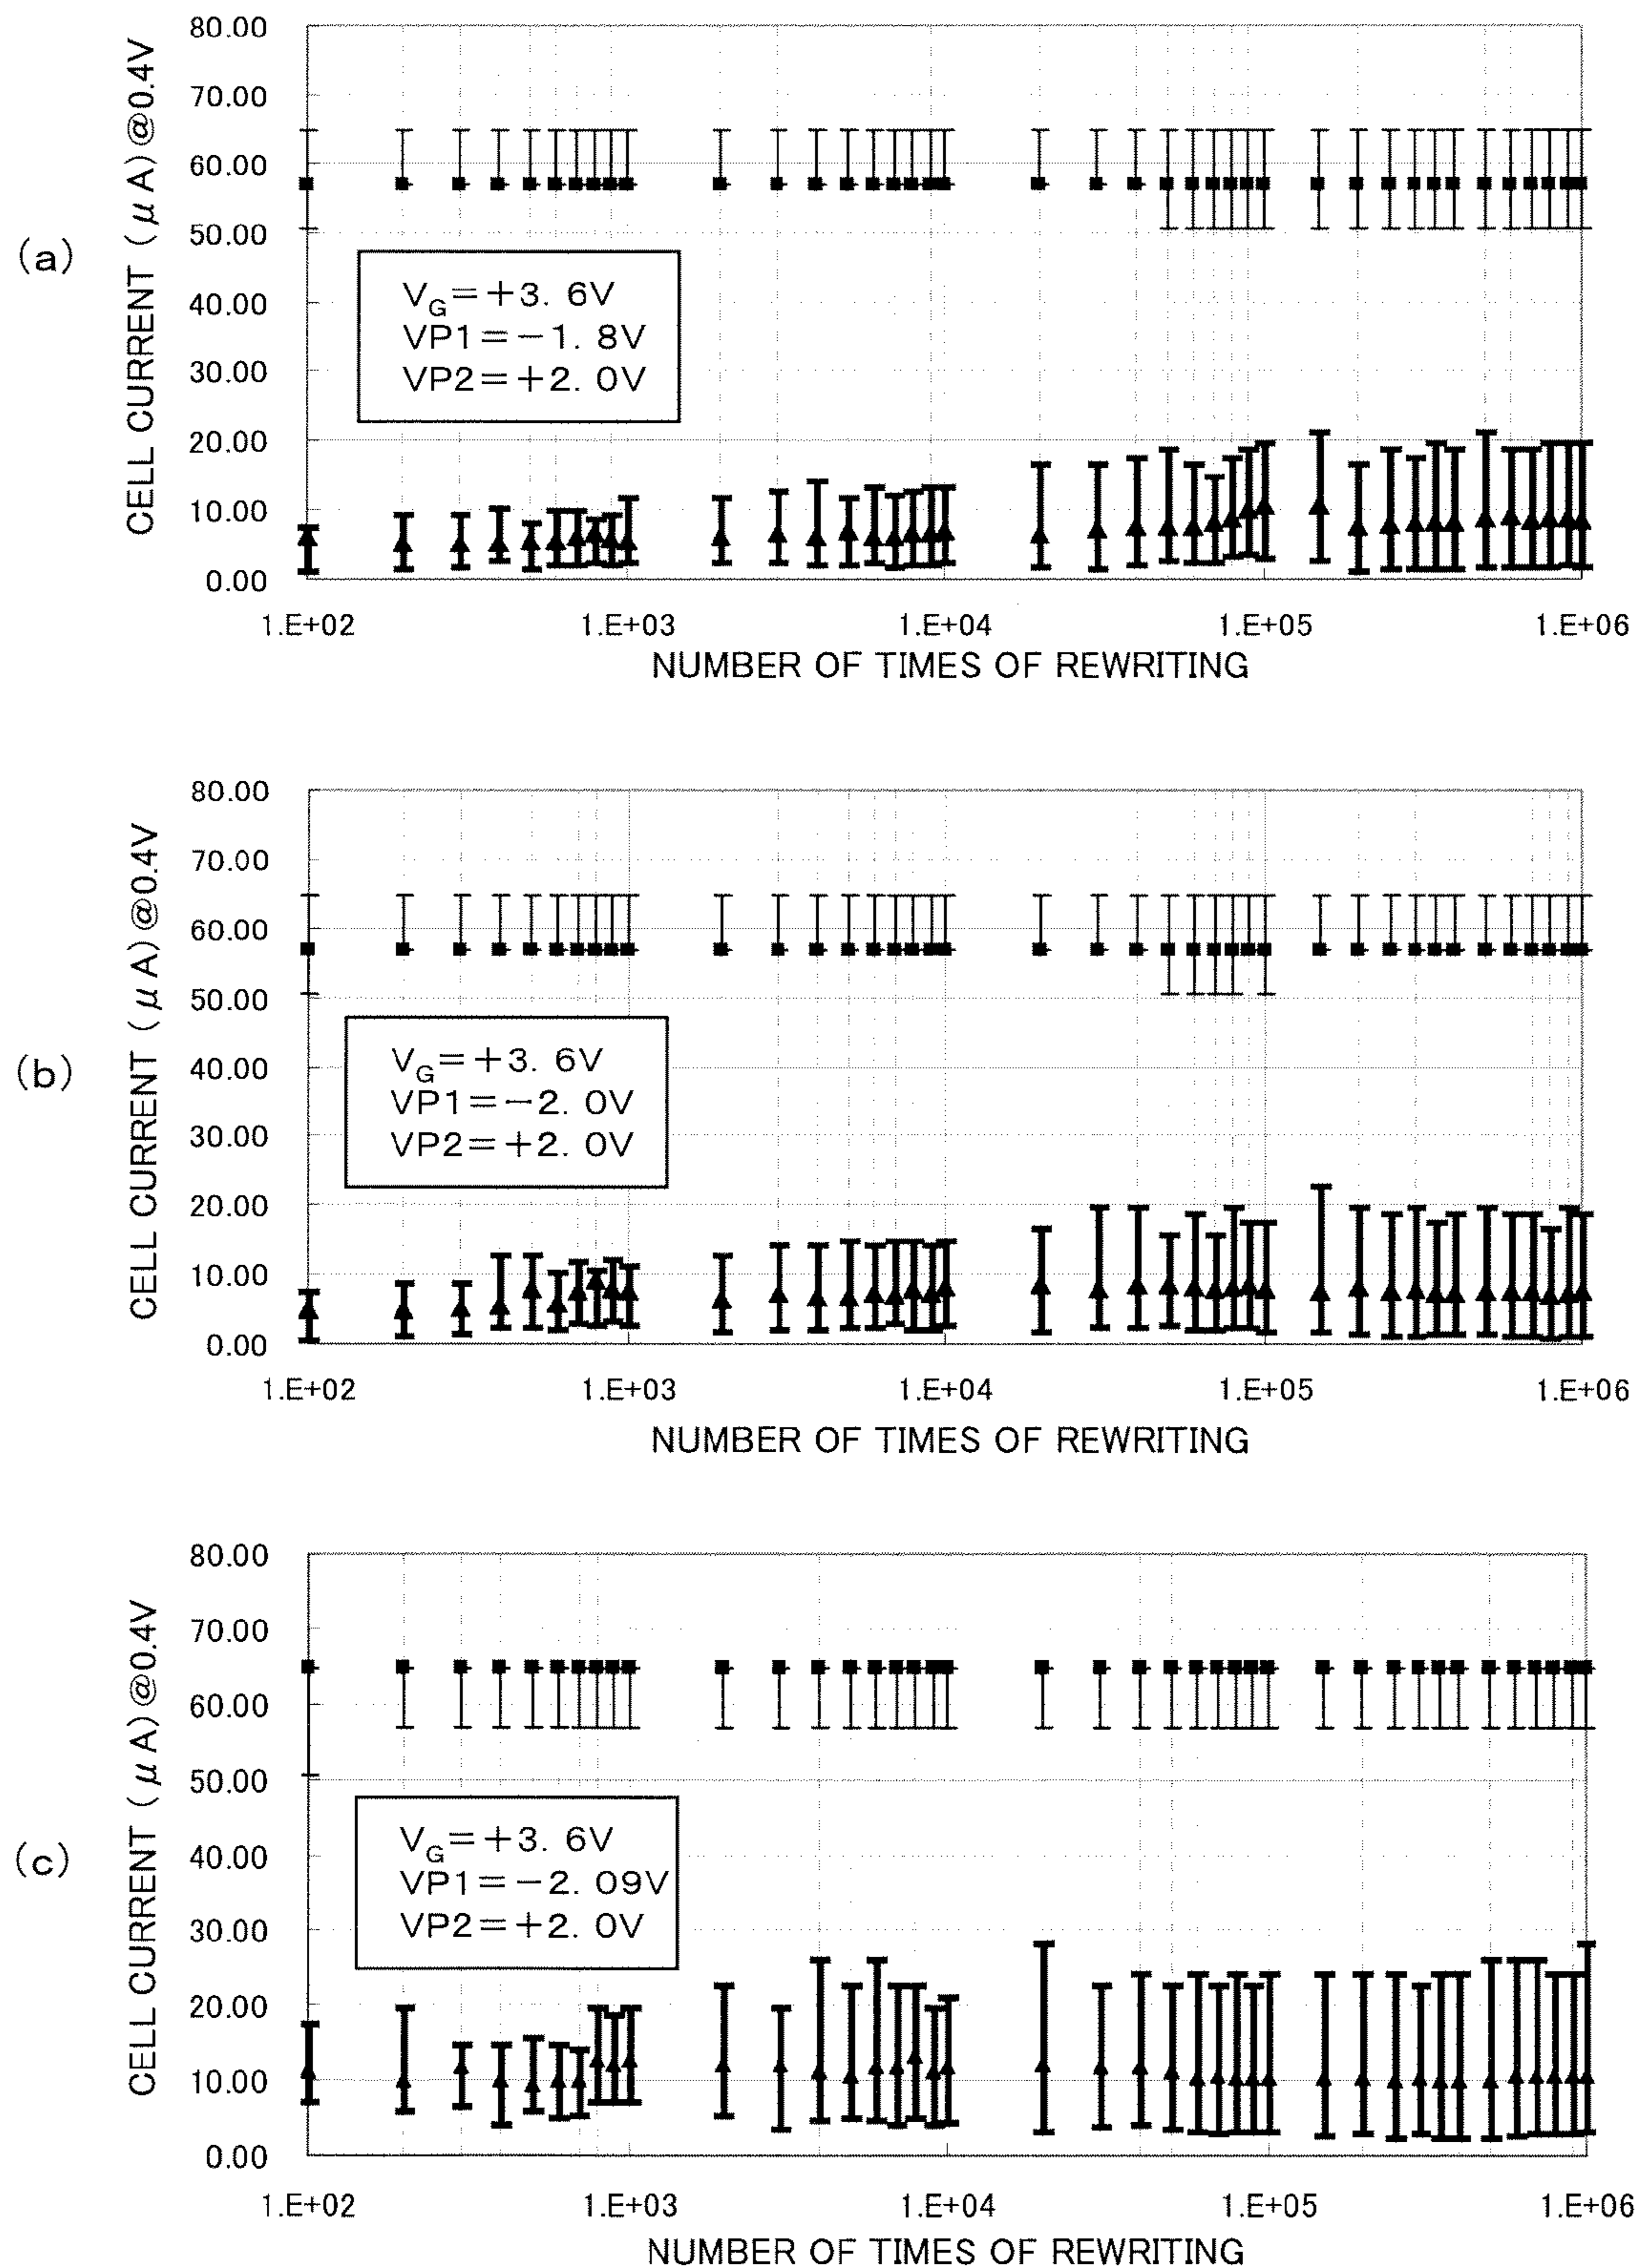 (a)
CELL CURRENT (μA)@0.4V
80.00
70.00
60.00
50.00
40.00
30.00
20.00
10.00
0.00
V_G=+3. 6V
VP1=−1. 8V
VP2=+2. 0V
1.E+02 1.E+03 1.E+04 1.E+05 1.E+06
NUMBER OF TIMES OF REWRITING
(b)
CELL CURRENT (μA)@0.4V
80.00
70.00
60.00
50.00
40.00
30.00
20.00
10.00
0.00
V_G=+3. 6V
VP1=−2. 0V
VP2=+2. 0V
1.E+02 1.E+03 1.E+04 1.E+05 1.E+06
NUMBER OF TIMES OF REWRITING
(c)
CELL CURRENT (μA)@0.4V
80.00
70.00
60.00
50.00
40.00
30.00
20.00
10.00
0.00
V_G=+3. 6V
VP1=−2. 09V
VP2=+2. 0V
1.E+02 1.E+03 1.E+04 1.E+05 1.E+06
NUMBER OF TIMES OF REWRITING